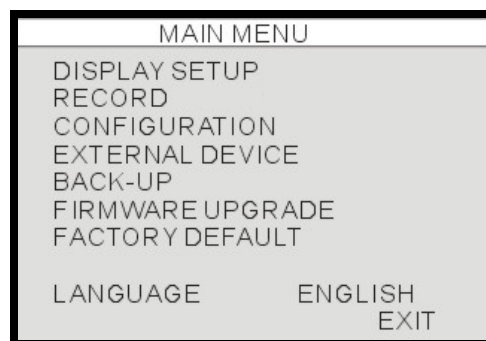 MAIN MENU
DISPLAY SETUP
RECORD
CONFIGURATION
EXTERNAL DEVICE
BACK-UP
FIRMWARE UPGRADE
FACTORY DEFAULT
LANGUAGE ENGLISH
EXIT